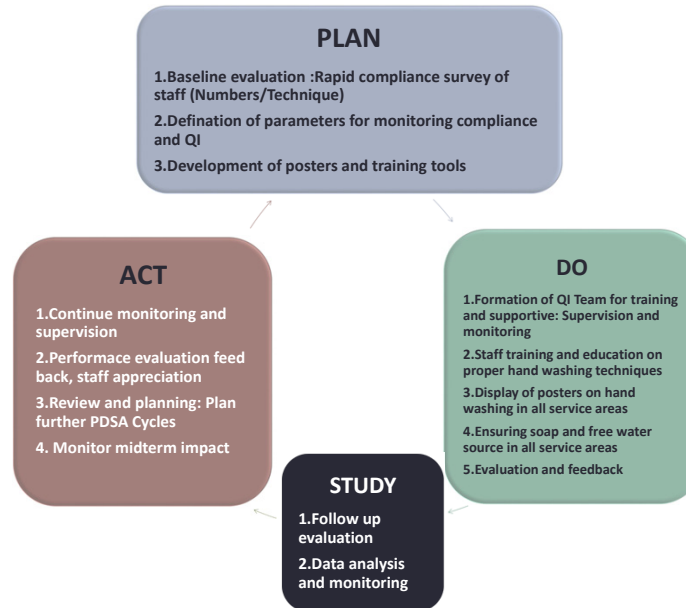 PLAN
1.Baseline evaluation :Rapid compliance survey of
staff (Numbers/Technique)
2.Defination of parameters for monitoring compliance
and QI
3.Development of posters and training tools
ACT
1.Continue monitoring and
supervision
2.Performace evaluation feed
back, staff appreciation
3.Review and planning: Plan
further PDSA Cycles
4. Monitor midterm impact
DO
1.Formation of QI Team for training
and supportive: Supervision and
monitoring
2.Staff training and education on
proper hand washing techniques
3.Display of posters on hand
washing in all service areas
4.Ensuring soap and free water
source in all service areas
5.Evaluation and feedback
STUDY
1.Follow up
evaluation
2.Data analysis
and monitoring